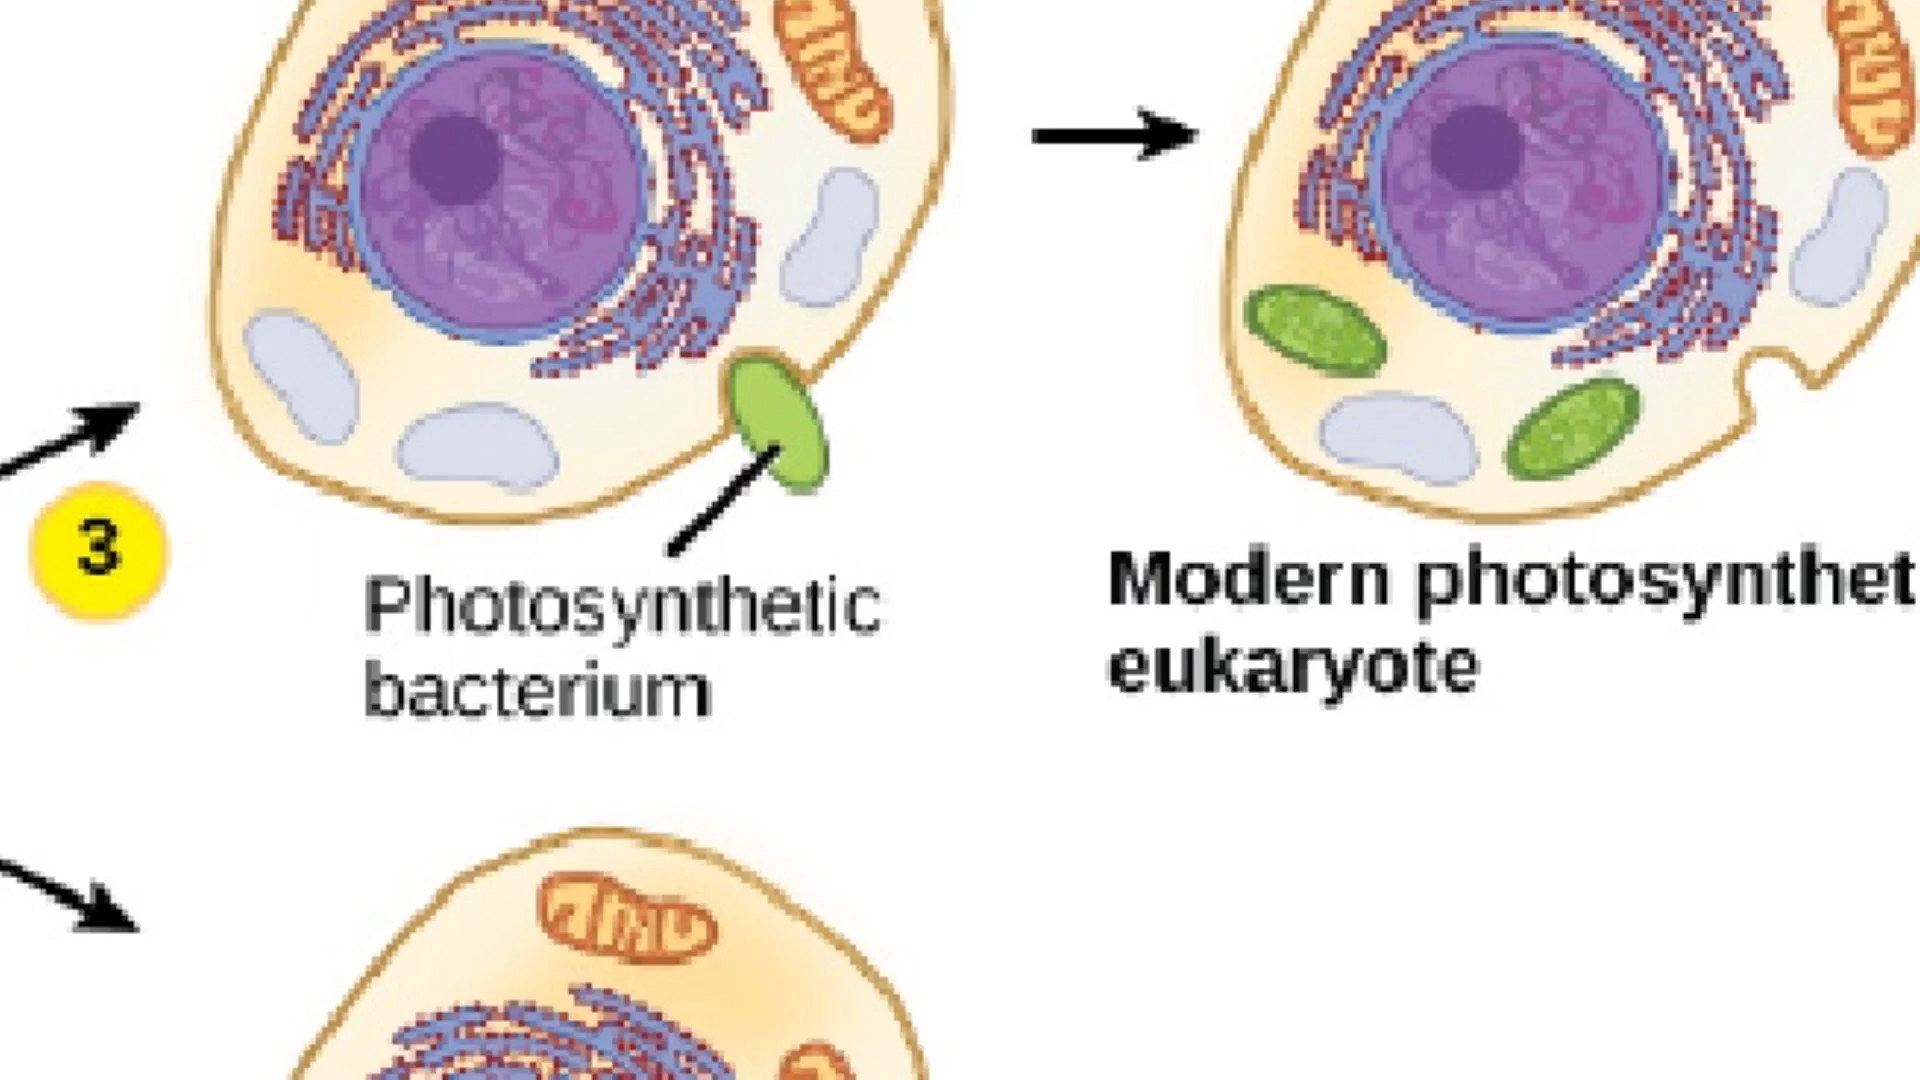 3
Photosynthetic
bacterium
Modern photosynthet
eukaryote